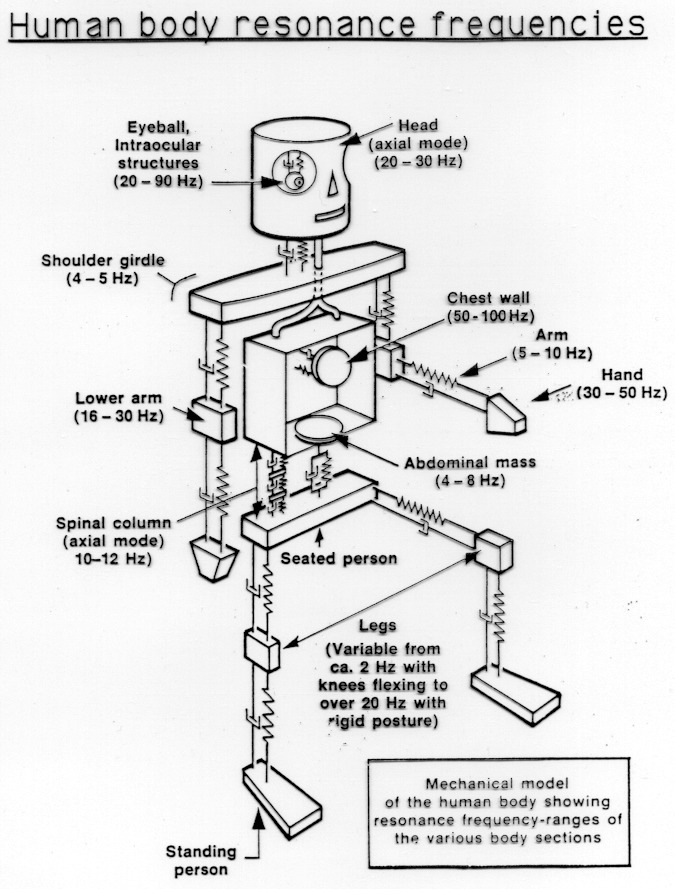 Human body resonance frequencies
Eyeball,
Intraocular
structures
(20 – 90 Hz)
Head
(axial mode)
(20 – 30 Hz)
Shoulder girdle
(4 – 5 Hz)
Chest wall
(50 - 100 Hz)
Arm
(5 – 10 Hz)
Hand
(30 – 50 Hz)
Lower arm
(16 – 30 Hz)
Abdominal mass
(4 – 8 Hz)
Spinal column
(axial mode)
10–12 Hz)
Seated person
Legs
(Variable from
ca. 2 Hz with
knees flexing to
over 20 Hz with
rigid posture)
Mechanical model
of the human body showing
resonance frequency-ranges of
the various body sections
Standing
person